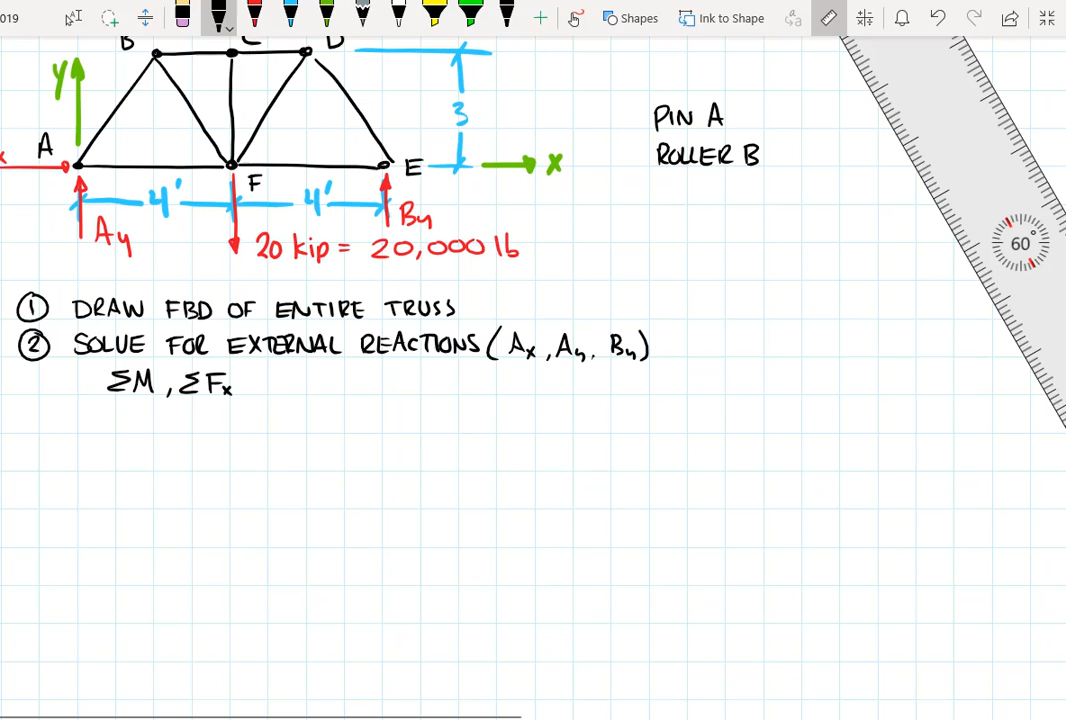 019
Shapes
Ink to Shape
B C D
Y
3
PIN A
A
ROLLER B
x
E
X
F
4'
4'
Ay
By
20 kip = 20,000 lb
60°
① DRAW FBD OF ENTIRE TRUSS
② SOLVE FOR EXTERNAL REACTIONS (Ax, Ay, By)
ΣM, ΣFx